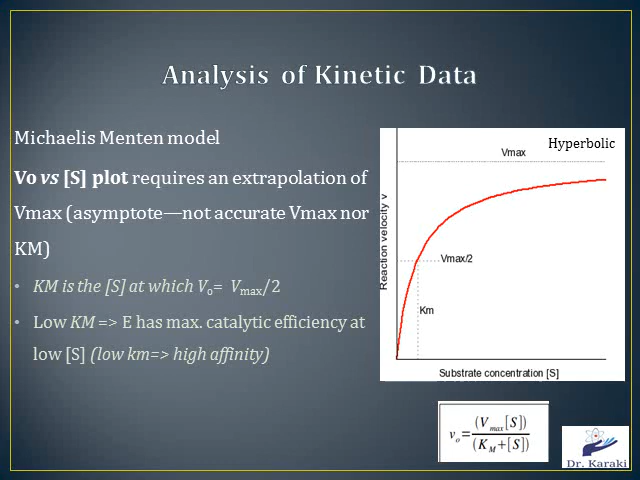 Analysis of Kinetic Data
Michaelis Menten model
Vo vs [S] plot requires an extrapolation of
Vmax (asymptote—not accurate Vmax nor
KM)
• KM is the [S] at which Vo= Vmax/2
• Low KM => E has max. catalytic efficiency at
low [S] (low km=> high affinity)
Hyperbolic
Vmax
Reaction velocity v
Vmax/2
Km
Substrate concentration [S]
vo = (Vmax[S]) / (KM+[S])
Dr. Karaki